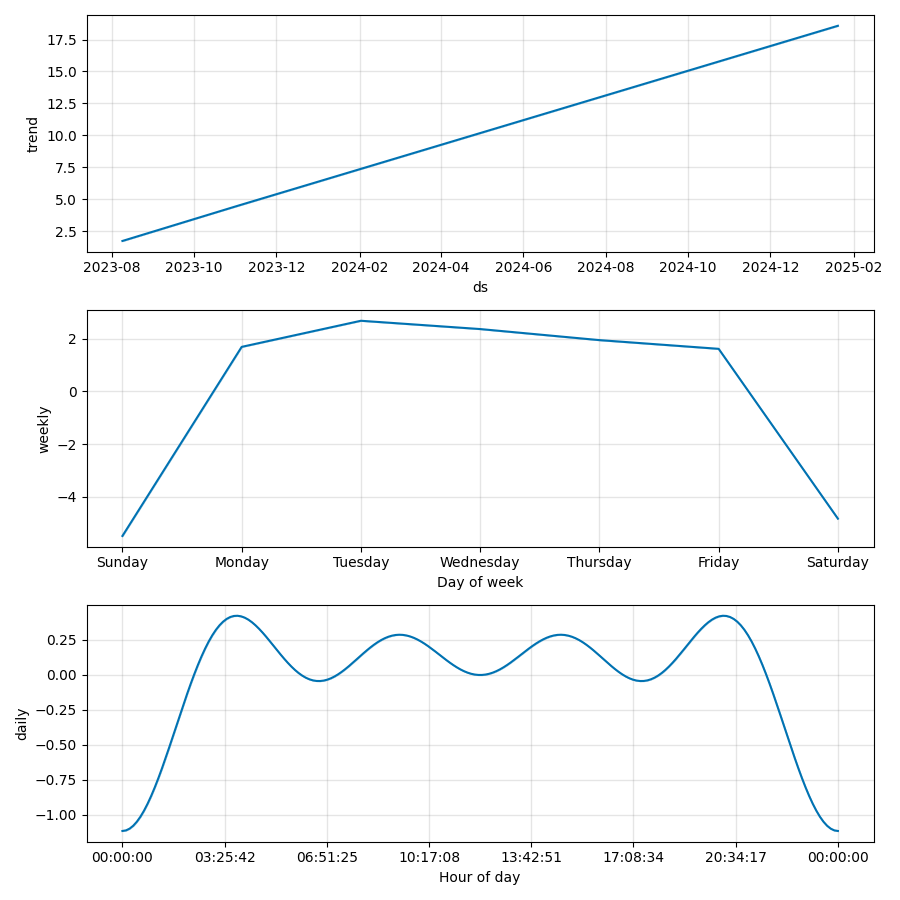 17.5
15.0
12.5
10.0
7.5
5.0
2.5
trend
2023-08 2023-10 2023-12 2024-02 2024-04 2024-06 2024-08 2024-10 2024-12 2025-02
ds
2
0
−2
−4
weekly
Sunday Monday Tuesday Wednesday Thursday Friday Saturday
Day of week
0.25
0.00
−0.25
−0.50
−0.75
−1.00
daily
00:00:00 03:25:42 06:51:25 10:17:08 13:42:51 17:08:34 20:34:17 00:00:00
Hour of day